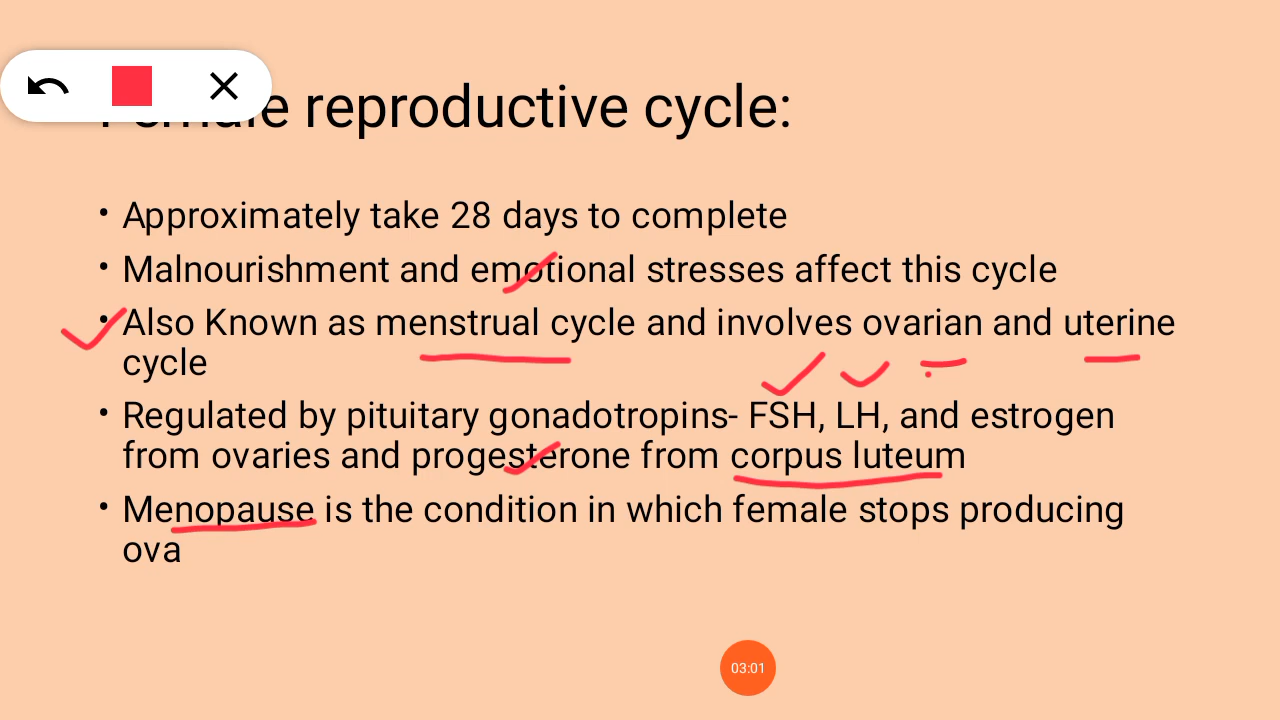 Female reproductive cycle:
• Approximately take 28 days to complete
• Malnourishment and emotional stresses affect this cycle
• Also Known as menstrual cycle and involves ovarian and uterine
cycle
• Regulated by pituitary gonadotropins- FSH, LH, and estrogen
from ovaries and progesterone from corpus luteum
• Menopause is the condition in which female stops producing
ova
03:01